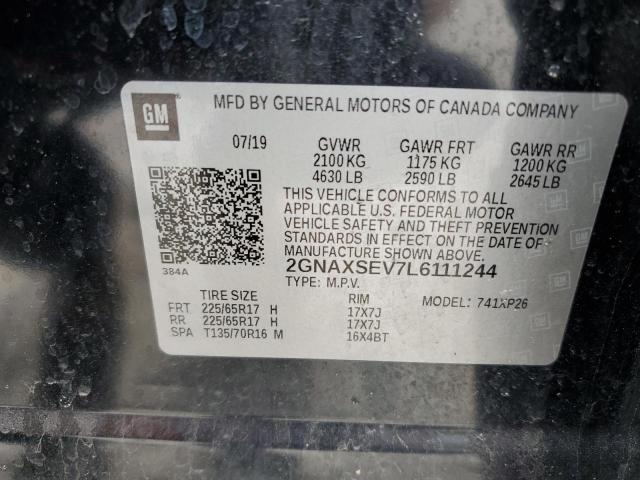 GM
MFD BY GENERAL MOTORS OF CANADA COMPANY
07/19 GVWR GAWR FRT GAWR RR
2100 KG 1175 KG 1200 KG
4630 LB 2590 LB 2645 LB
THIS VEHICLE CONFORMS TO ALL
APPLICABLE U.S. FEDERAL MOTOR
VEHICLE SAFETY AND THEFT PREVENTION
STANDARDS IN EFFECT ON THE DATE OF
MANUFACTURE SHOWN ABOVE.
384A 2GNAXSEV7L6111244
TYPE: M.P.V.
TIRE SIZE RIM MODEL: 741XP26
FRT 225/65R17 H 17X7J
RR 225/65R17 H 17X7J
SPA T135/70R16 M 16X4BT